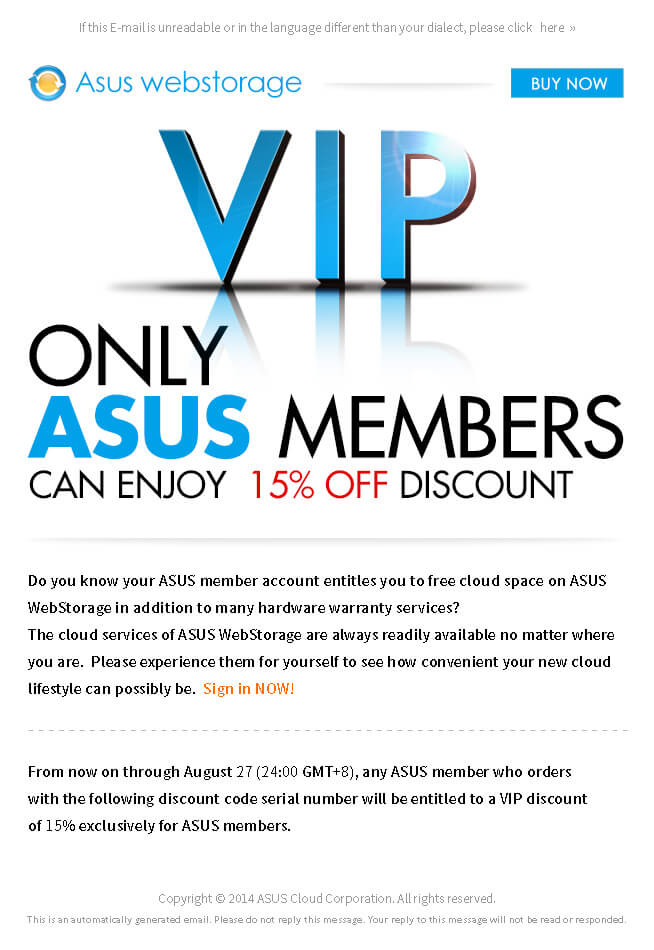 If this E-mail is unreadable or in the language different than your dialect, please click here »
Asus webstorage
BUY NOW
VIP
ONLY
ASUS MEMBERS
CAN ENJOY 15% OFF DISCOUNT
Do you know your ASUS member account entitles you to free cloud space on ASUS
WebStorage in addition to many hardware warranty services?
The cloud services of ASUS WebStorage are always readily available no matter where
you are. Please experience them for yourself to see how convenient your new cloud
lifestyle can possibly be. Sign in NOW!
From now on through August 27 (24:00 GMT+8), any ASUS member who orders
with the following discount code serial number will be entitled to a VIP discount
of 15% exclusively for ASUS members.
Copyright © 2014 ASUS Cloud Corporation. All rights reserved.
This is an automatically generated email. Please do not reply this message. Your reply to this message will not be read or responded.